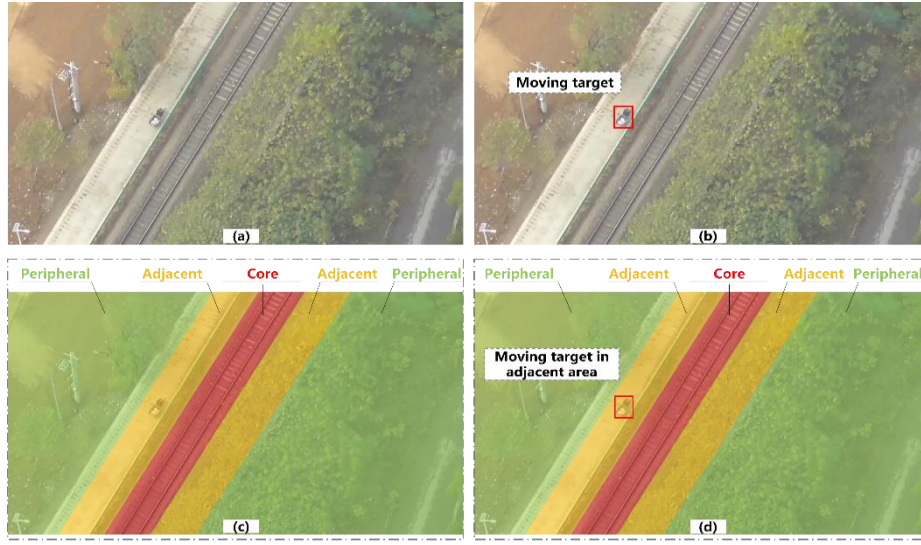 Moving target
(a)
(b)
Peripheral Adjacent Core Adjacent Peripheral
Peripheral Adjacent Core Adjacent Peripheral
Moving target in
adjacent area
(c)
(d)